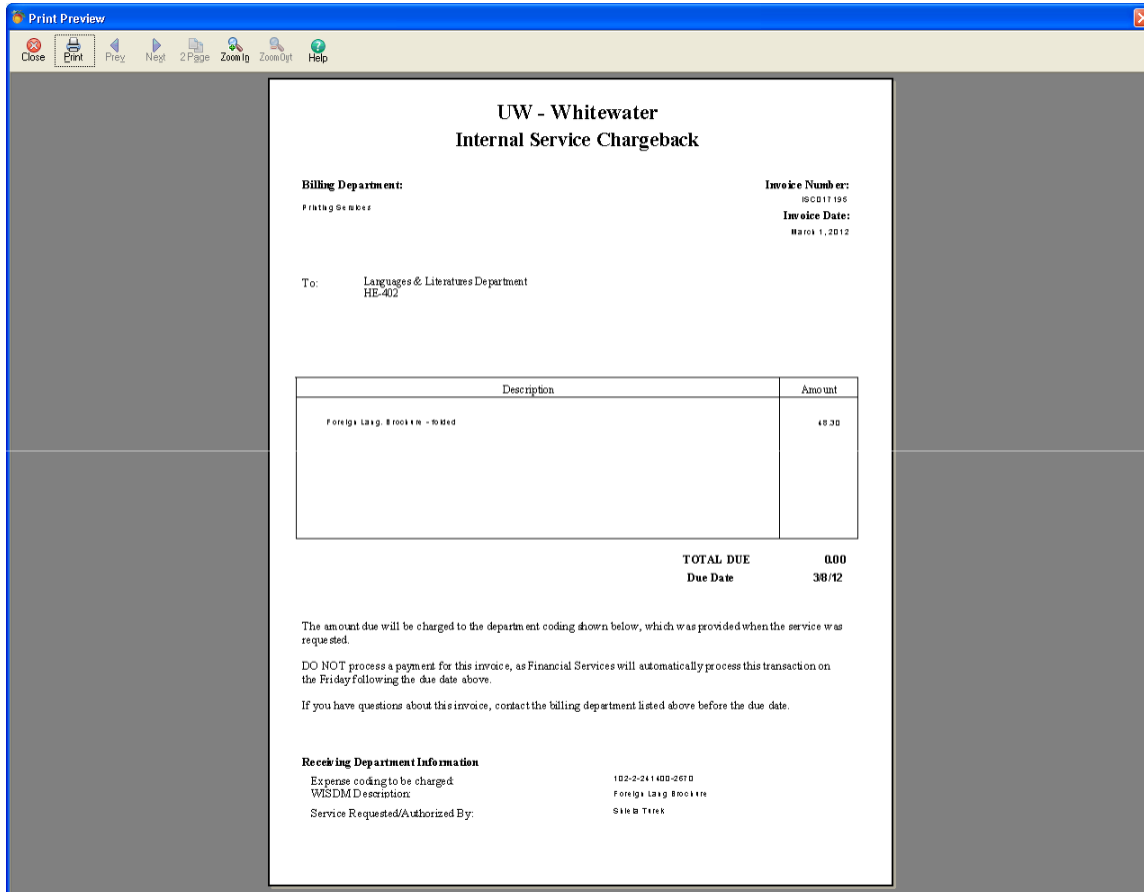 Print Preview
Close Print Prev Next 2 Page Zoom In Zoom Out Help
UW - Whitewater
Internal Service Chargeback
Billing Department:
Printing Services
Invoice Number:
ISC017195
Invoice Date:
March 1, 2012
To: Languages & Literatures Department
HE-402
Description Amount
Foreign Lang. Brochure - folded 48.30
TOTAL DUE 0.00
Due Date 3/8/12
The amount due will be charged to the department coding shown below, which was provided when the service was
requested.
DO NOT process a payment for this invoice, as Financial Services will automatically process this transaction on
the Friday following the due date above.
If you have questions about this invoice, contact the billing department listed above before the due date.
Receiving Department Information
Expense coding to be charged: 102-2-241400-2670
WISDM Description: Foreign Lang Brochure
Service Requested/Authorized By: Turek